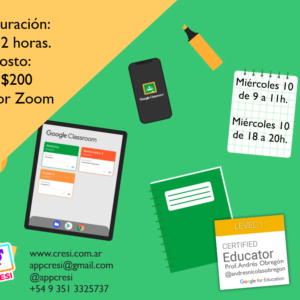 uración:
2 horas.
osto:
$200
or Zoom
Google Classroom
Miércoles 10
de 9 a 11h.
Miércoles 10
de 18 a 20h.
Google Classroom
LEVEL 1
CERTIFIED
Educator
Prof. Andrés Obregón
@andresnicolasobregon
Google for Education
www.cresi.com.ar
appcresi@gmail.com
@appcresi
+54 9 351 3325737
RESI